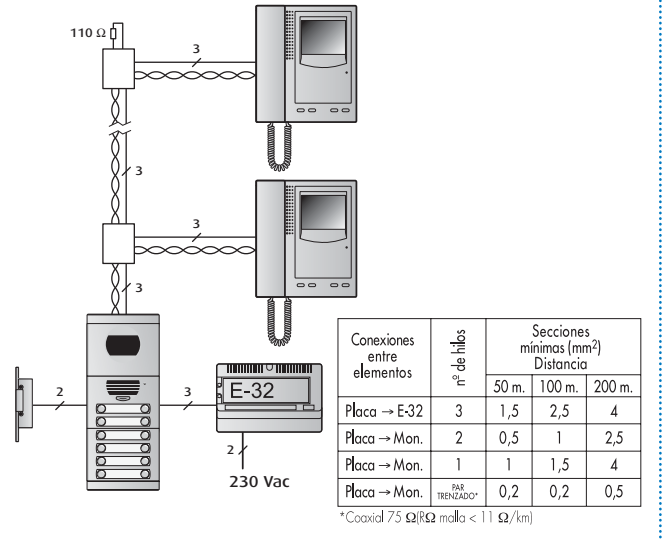 110 Ω
3
3
3
3
2
3
E-32
2
230 Vac
Conexiones entre elementos
nº de hilos
Secciones mínimas (mm²) Distancia
50 m. 100 m. 200 m.
Placa → E-32 3 1,5 2,5 4
Placa → Mon. 2 0,5 1 2,5
Placa → Mon. 1 1 1,5 4
Placa → Mon. PAR TRENZADO* 0,2 0,2 0,5
*Coaxial 75 Ω(RΩ malla < 11 Ω/km)